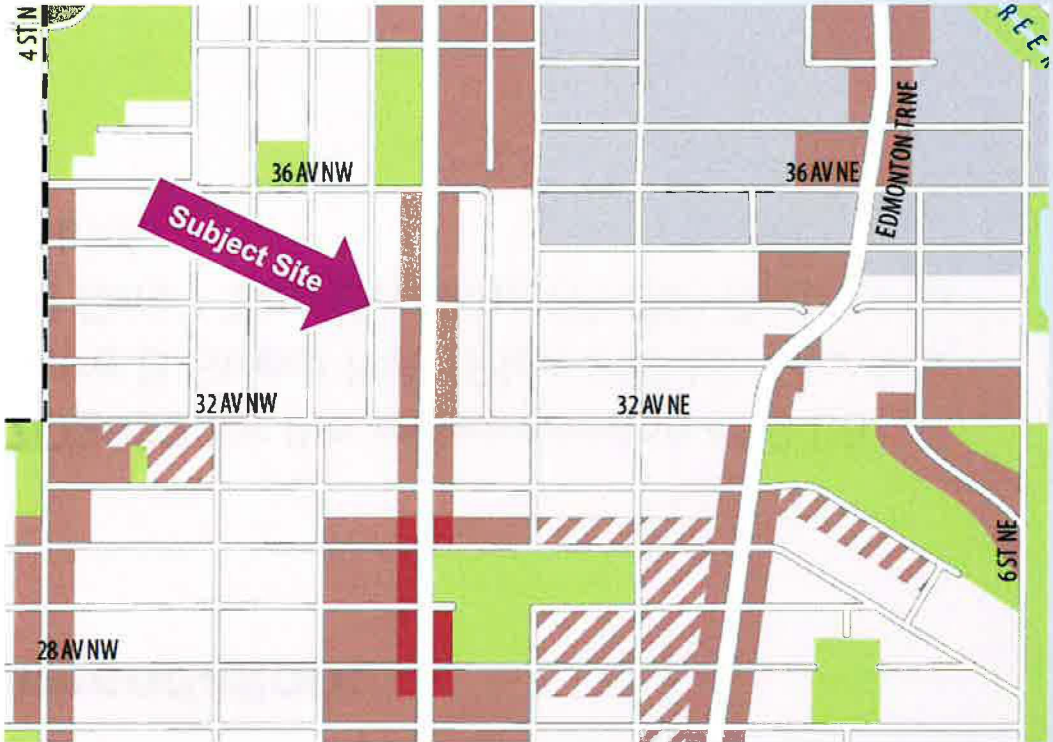 4 ST N
REE
36 AV NW
36 AV NE
EDMONTON TR NE
Subject Site
32 AV NW
32 AV NE
6 ST NE
28 AV NW